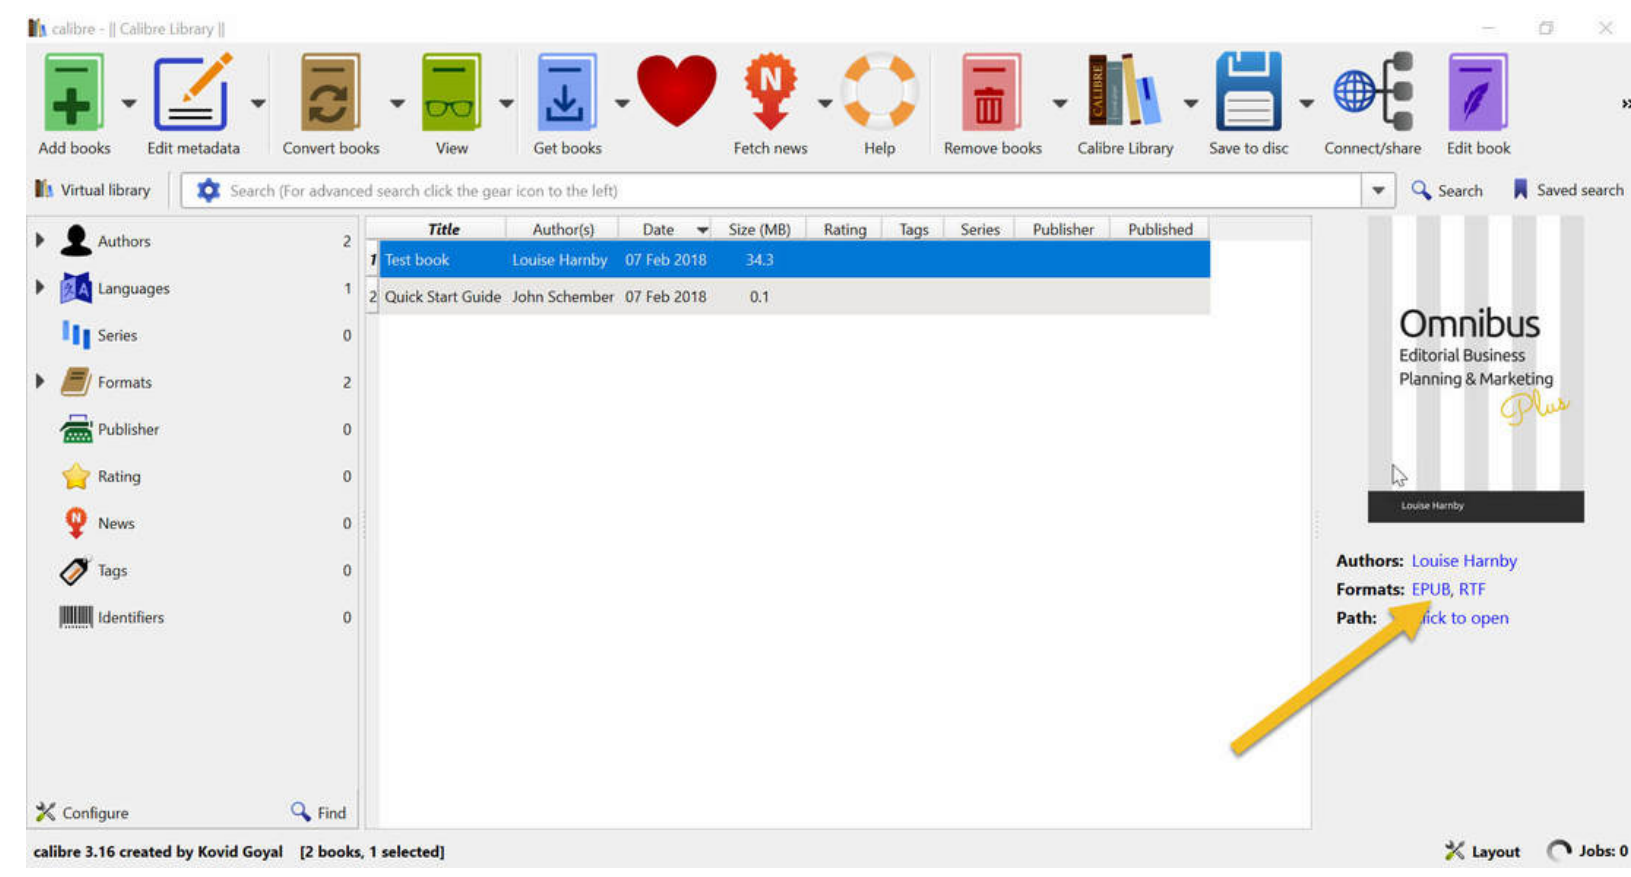 calibre - || Calibre Library ||
CALIBRE
Add books Edit metadata Convert books View Get books Fetch news Help Remove books Calibre Library Save to disc Connect/share Edit book
Virtual library Search (For advanced search click the gear icon to the left) Search Saved search
Title Author(s) Date Size (MB) Rating Tags Series Publisher Published
1 Test book Louise Harnby 07 Feb 2018 34.3
2 Quick Start Guide John Schember 07 Feb 2018 0.1
Authors 2
Languages 1
Series 0
Formats 2
Publisher 0
Rating 0
News 0
Tags 0
Identifiers 0
Omnibus
Editorial Business
Planning & Marketing
Plus
Louise Harnby
Authors: Louise Harnby
Formats: EPUB, RTF
Path: ick to open
Configure Find
calibre 3.16 created by Kovid Goyal [2 books, 1 selected] Layout Jobs: 0